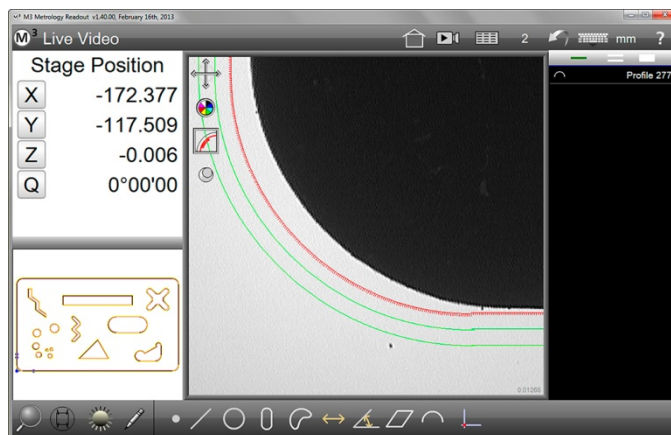 M³ Metrology Readout v1.40.00, February 16th, 2013
M³ Live Video
2
mm
?
Stage Position
X -172.377
Y -117.509
Z -0.006
Q 0°00'00
Profile 277
0.01265